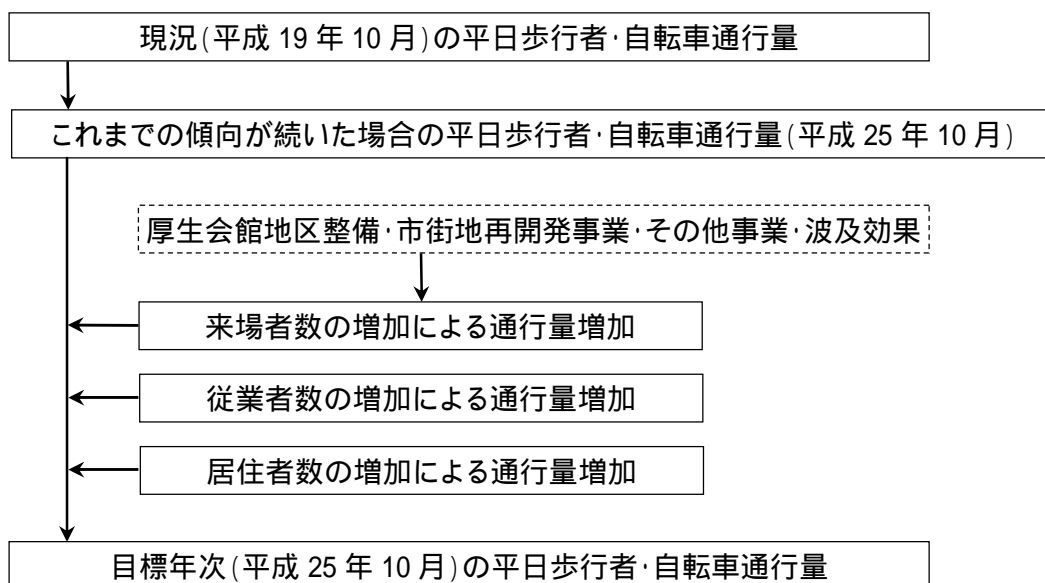 現況(平成 19 年 10 月)の平日歩行者・自転車通行量
これまでの傾向が続いた場合の平日歩行者・自転車通行量(平成 25 年 10 月)
厚生会館地区整備・市街地再開発事業・その他事業・波及効果
来場者数の増加による通行量増加
従業者数の増加による通行量増加
居住者数の増加による通行量増加
目標年次(平成 25 年 10 月)の平日歩行者・自転車通行量